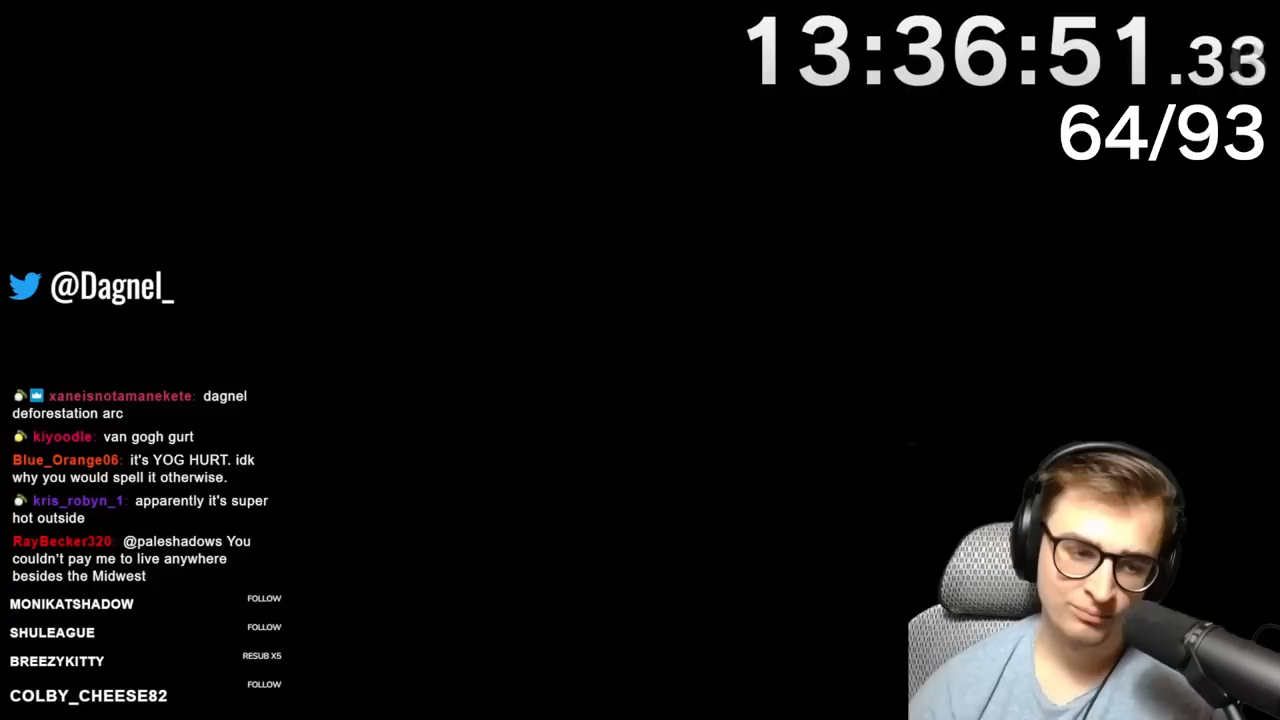 13:36:51.33
64/93
@Dagnel_
xaneisnotamanekete: dagnel
deforestation arc
kiyoodle: van gogh gurt
Blue_Orange06: it's YOG HURT. idk
why you would spell it otherwise.
kris_robyn_1: apparently it's super
hot outside
RayBecker320: @paleshadows You
couldn't pay me to live anywhere
besides the Midwest
MONIKATSHADOW FOLLOW
SHULEAGUE FOLLOW
BREEZYKITTY RESUB X5
COLBY_CHEESE82 FOLLOW